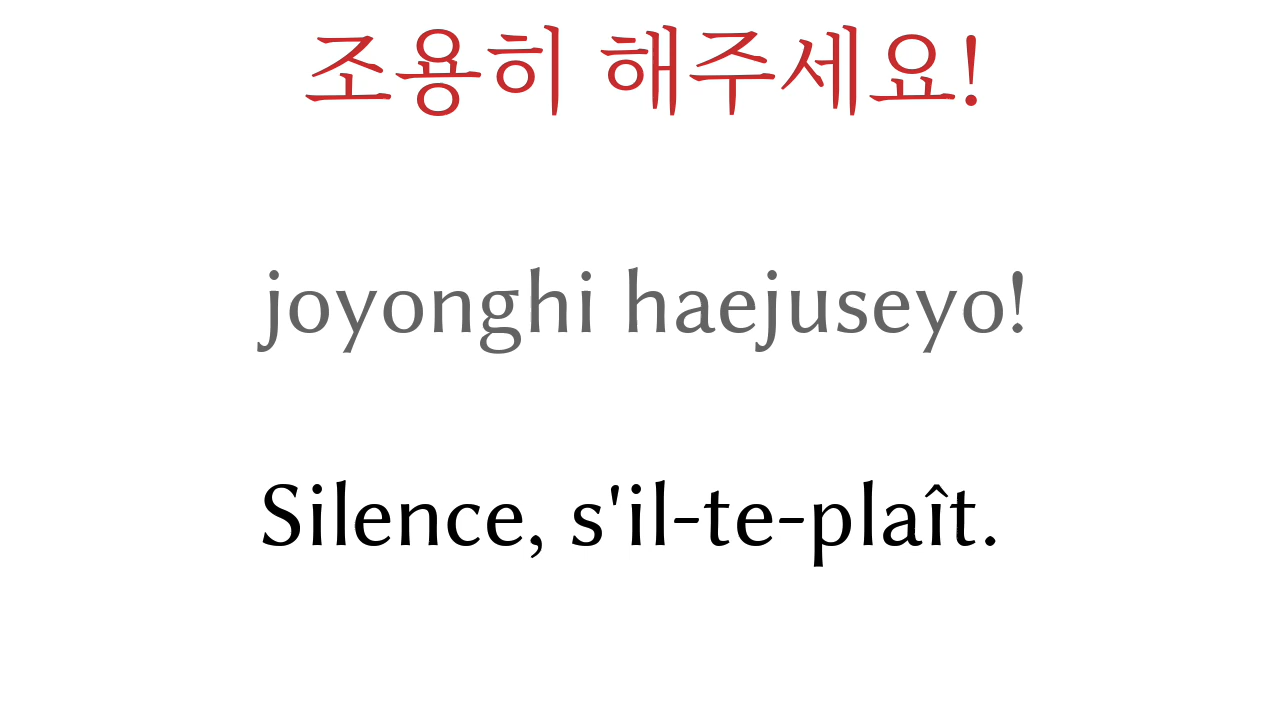 조용히 해주세요!
joyonghi haejuseyo!
Silence, s'il-te-plaît.